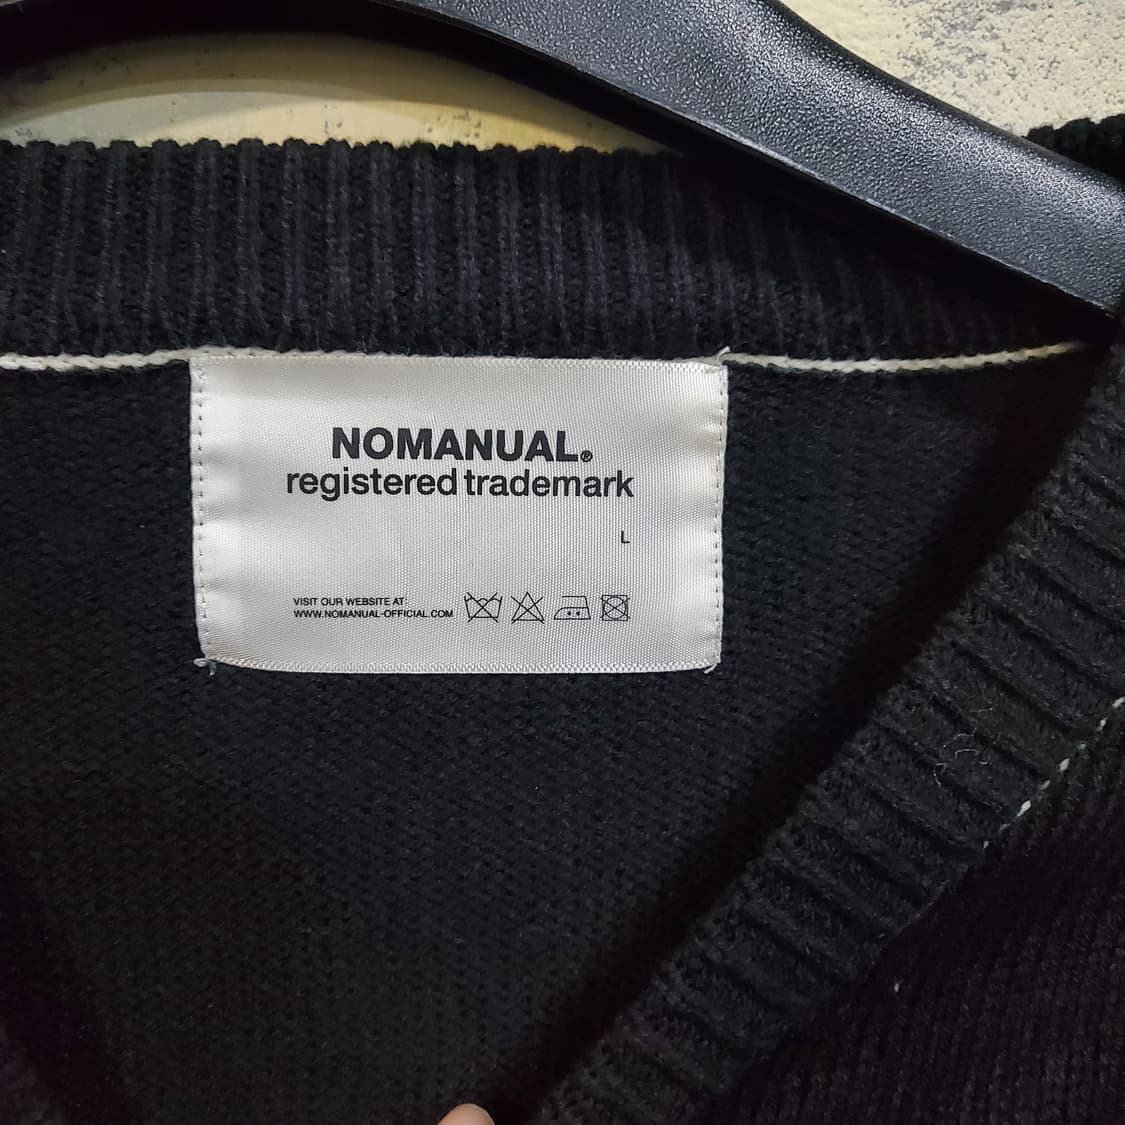 NOMANUAL®
registered trademark
L
VISIT OUR WEBSITE AT:
WWW.NOMANUAL-OFFICIAL.COM